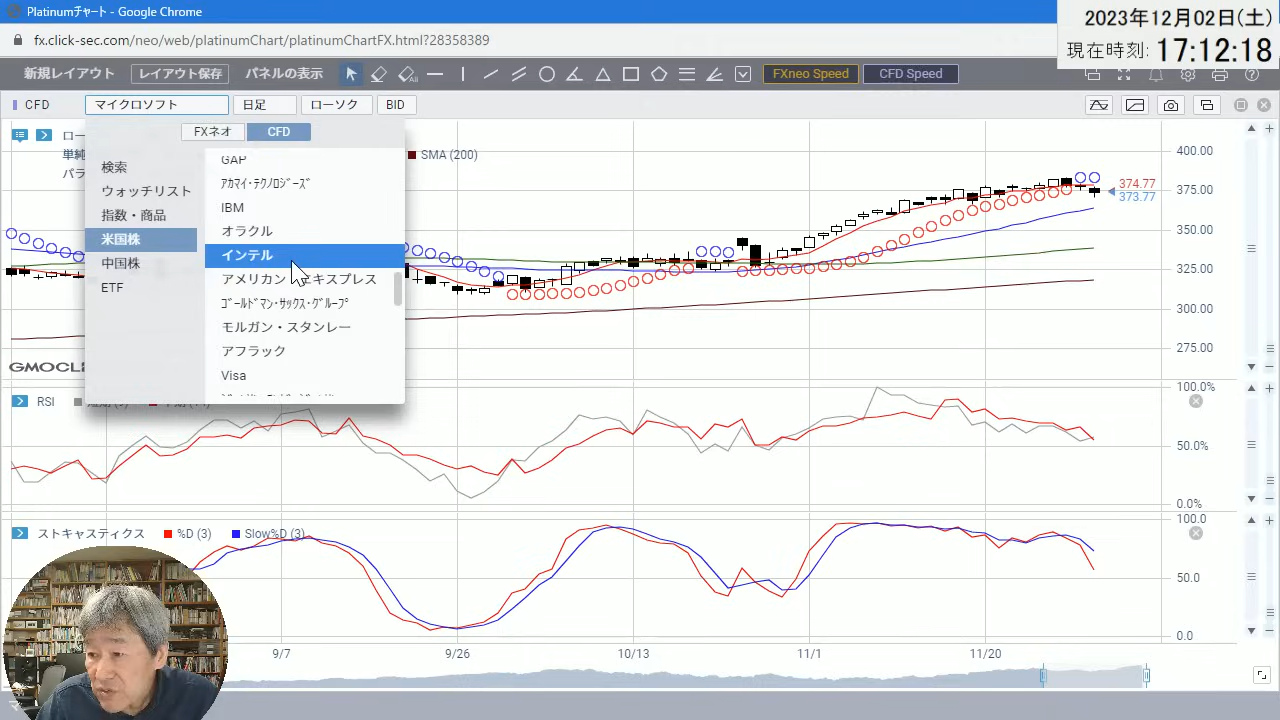 Platinumチャート - Google Chrome
2023年12月02日(土)
fx.click-sec.com/neo/web/platinumChart/platinumChartFX.html?28358389
現在時刻: 17:12:18
新規レイアウト レイアウト保存 パネルの表示 FXneo Speed CFD Speed
CFD マイクロソフト 日足 ローソク BID
FXネオ CFD
検索
ウォッチリスト
指数・商品
米国株
中国株
ETF
GAP
アカマイ・テクノロジーズ
IBM
オラクル
インテル
アメリカン
ゴールドマン・サックス・グループ
モルガン・スタンレー
アフラック
Visa
SMA (200)
400.00
375.00
350.00
325.00
300.00
275.00
374.77
373.77
RSI
100.0%
50.0%
0.0%
ストキャスティクス %D (3) Slow%D (3)
100.0
50.0
0.0
9/7 9/26 10/13 11/1 11/20